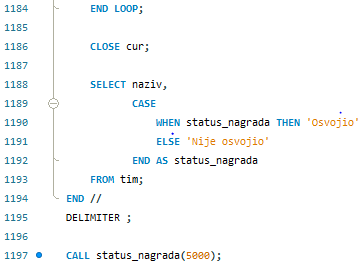 1184 END LOOP;
1185
1186 CLOSE cur;
1187
1188 SELECT naziv,
1189 CASE
1190 WHEN status_nagrada THEN 'Osvojio'
1191 ELSE 'Nije osvojio'
1192 END AS status_nagrada
1193 FROM tim;
1194 END //
1195 DELIMITER ;
1196
1197 CALL status_nagrada(5000);